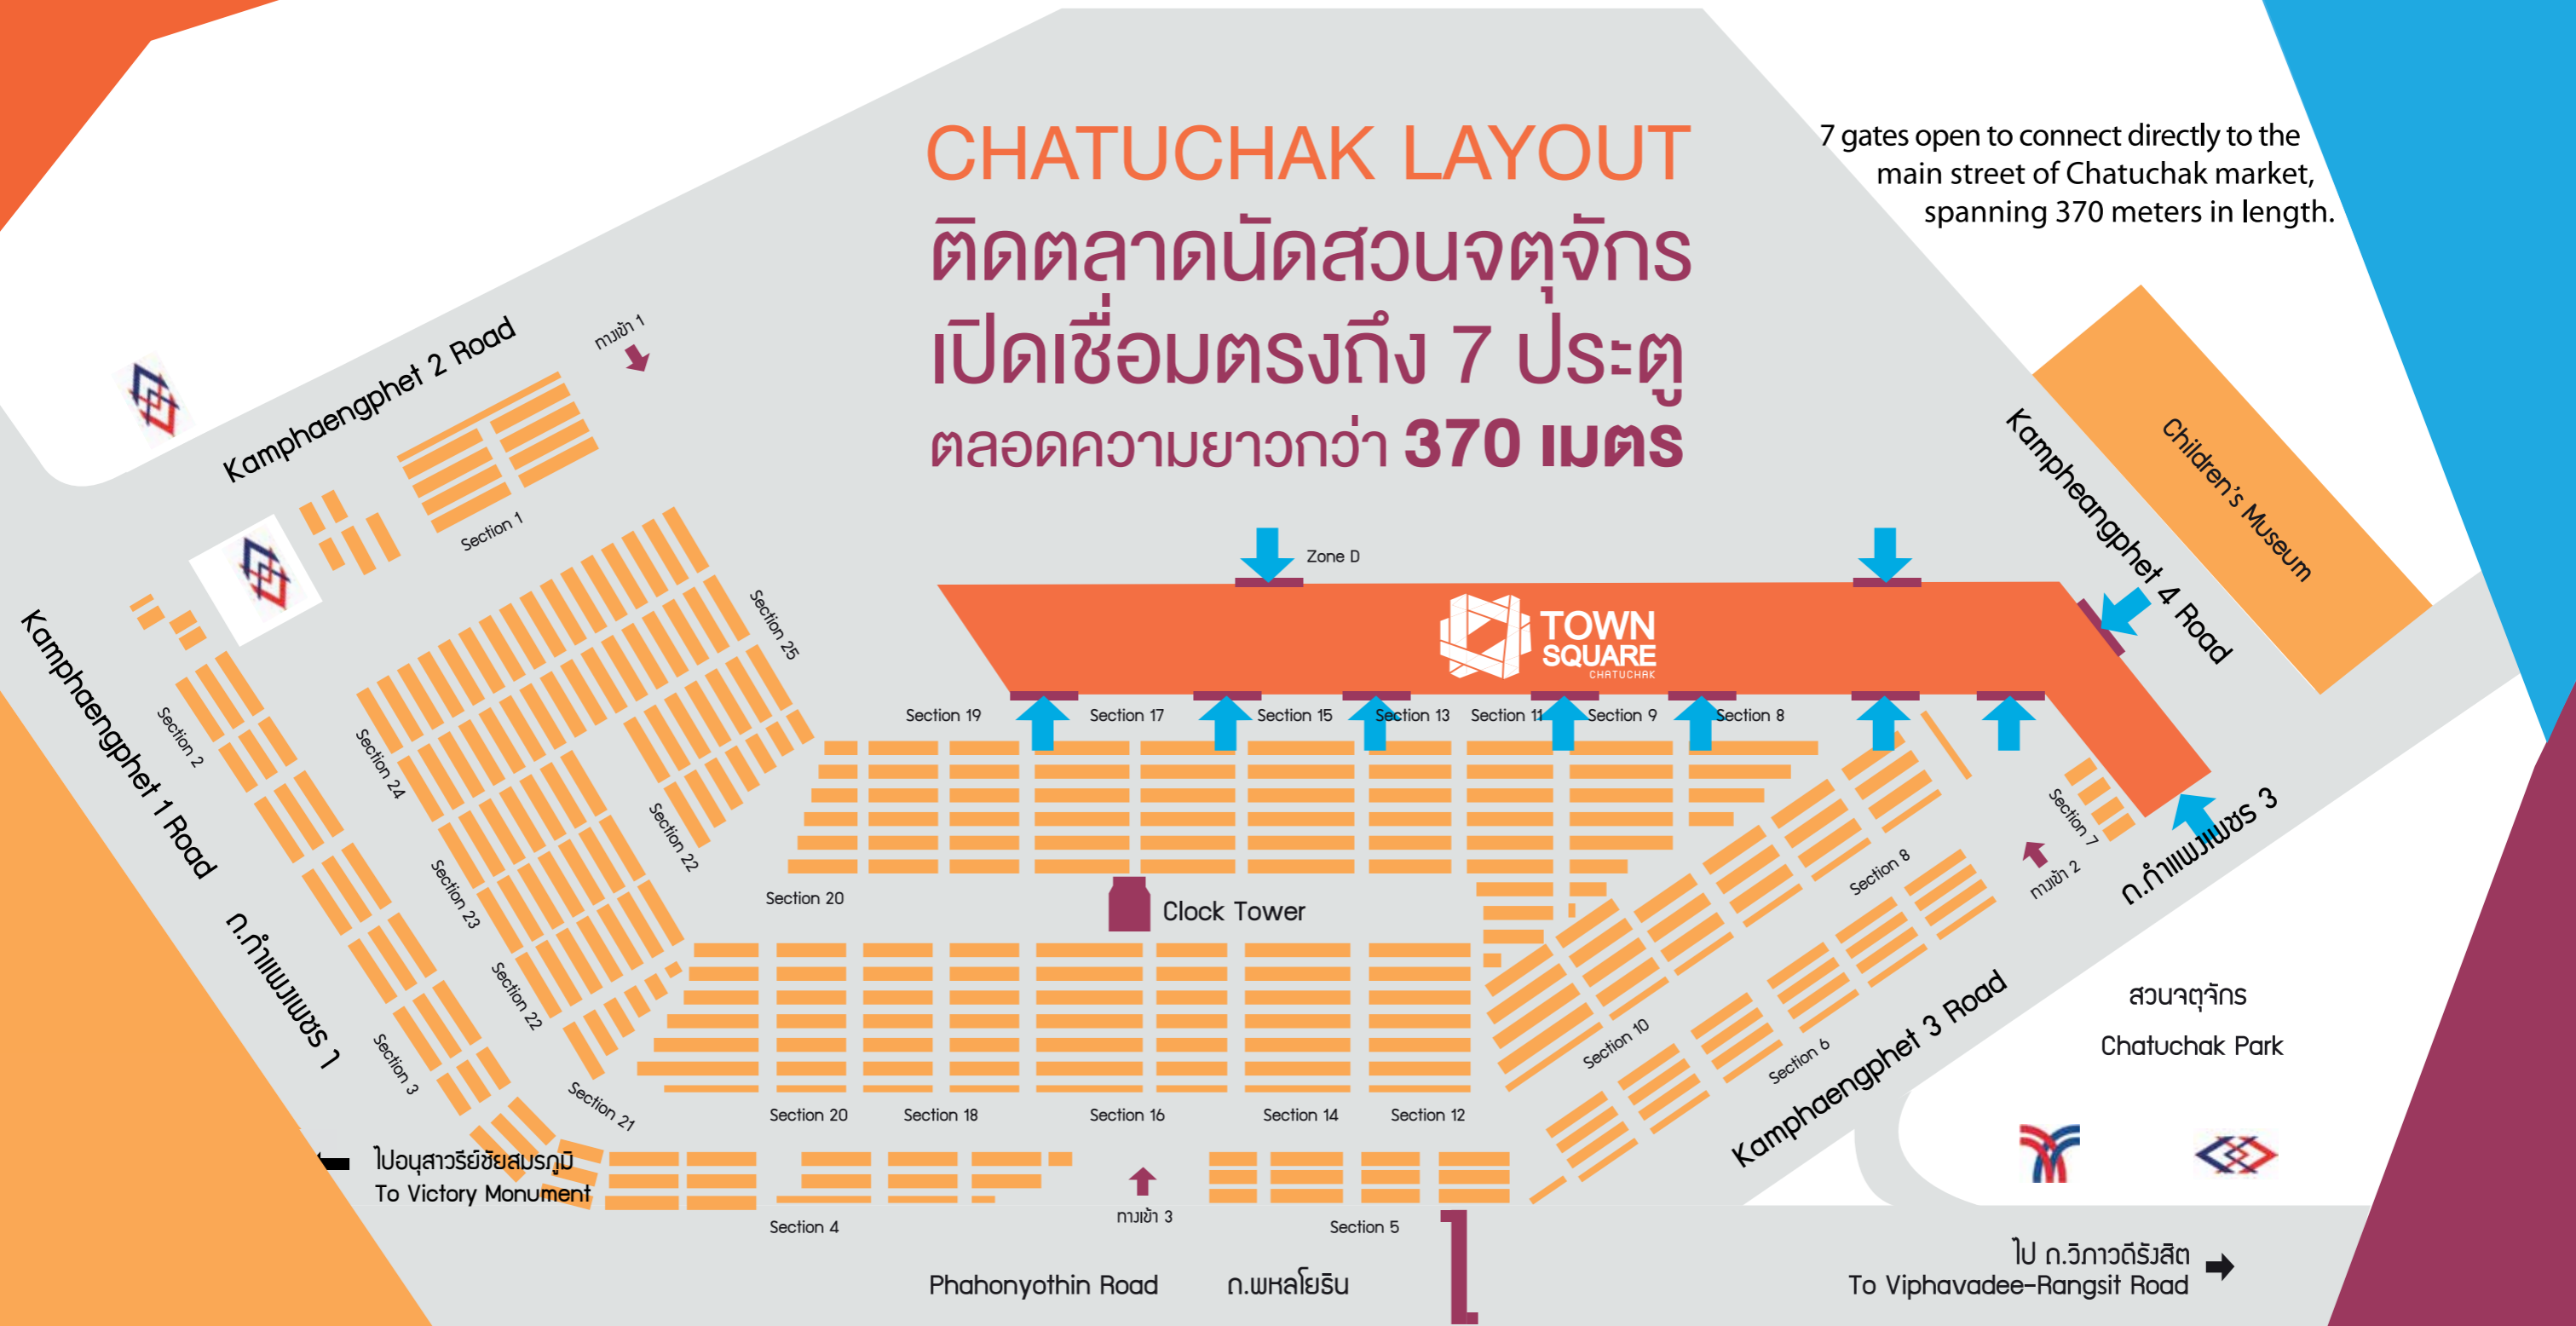 CHATUCHAK LAYOUT
ติดตลาดนัดสวนจตุจักร
เปิดเชื่อมตรงถึง 7 ประตู
ตลอดความยาวกว่า 370 เมตร
7 gates open to connect directly to the
main street of Chatuchak market,
spanning 370 meters in length.
ทางเข้า 1
Kamphaengphet 2 Road
Section 1
Children's Museum
Kampheangphet 4 Road
Zone D
TOWN
SQUARE
CHATUCHAK
Section 25
Kamphaengphet 1 Road
Section 2
Section 24
Section 19
Section 17
Section 15
Section 13
Section 11
Section 9
Section 8
Section 22
Section 7
ถ.กำแพงเพชร 3
ทางเข้า 2
Section 8
Section 23
Section 20
Clock Tower
ถ.กำแพงเพชร 1
Section 22
Section 3
Section 21
Section 10
Section 6
Kamphaengphet 3 Road
สวนจตุจักร
Chatuchak Park
Section 20
Section 18
Section 16
Section 14
Section 12
ไปอนุสาวรีย์ชัยสมรภูมิ
To Victory Monument
Section 4
ทางเข้า 3
Section 5
Phahonyothin Road
ถ.พหลโยธิน
ไป ถ.วิภาวดีรังสิต
To Viphavadee-Rangsit Road